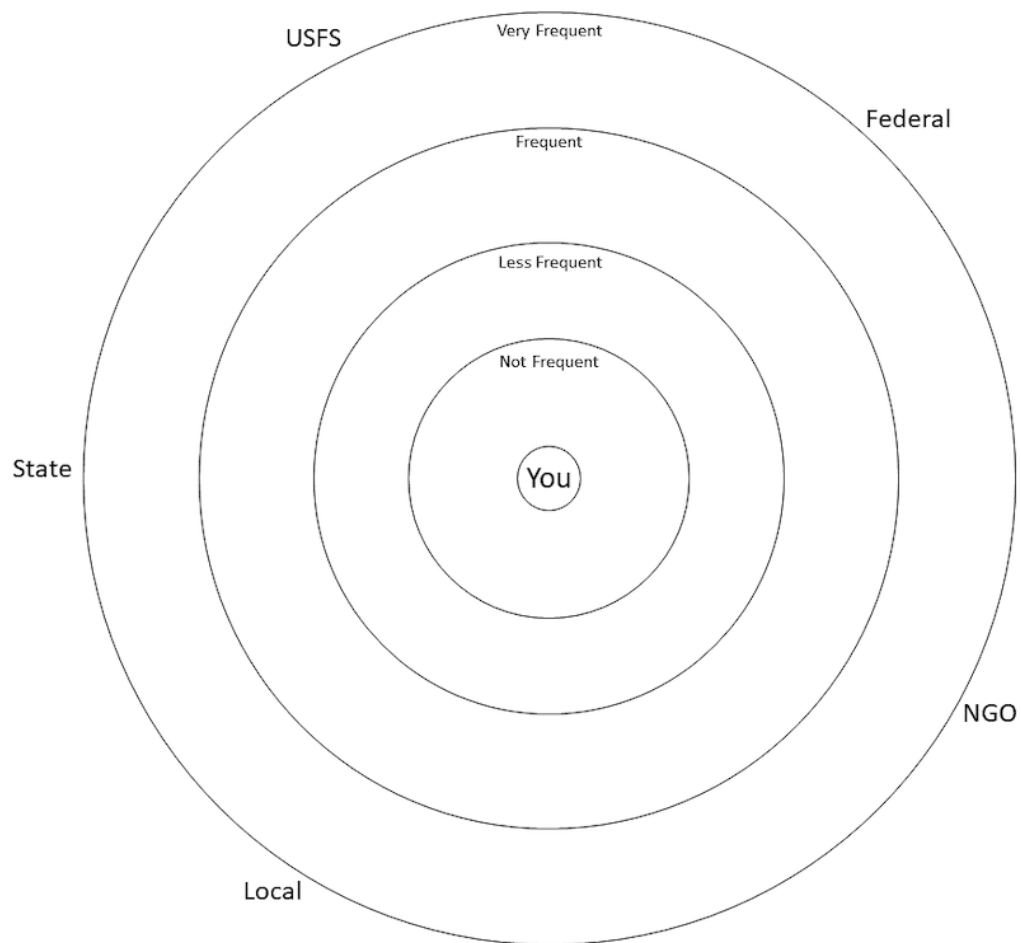 Very Frequent
USFS
Federal
Frequent
Less Frequent
Not Frequent
State
You
NGO
Local